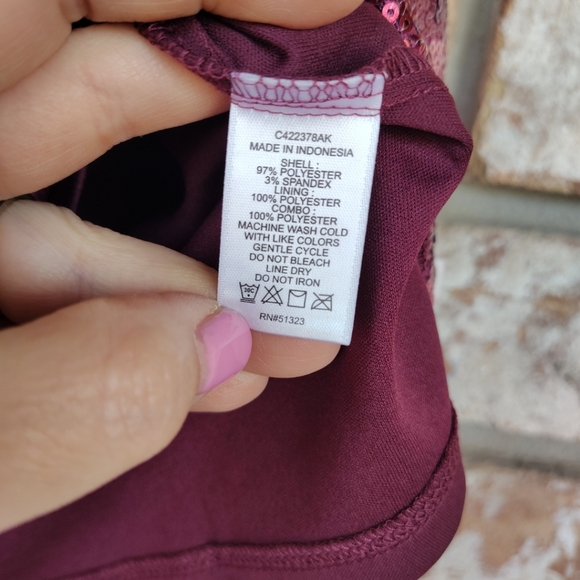 C422378AK
MADE IN INDONESIA
SHELL :
97% POLYESTER
3% SPANDEX
LINING :
100% POLYESTER
COMBO :
100% POLYESTER
MACHINE WASH COLD
WITH LIKE COLORS
GENTLE CYCLE
DO NOT BLEACH
LINE DRY
DO NOT IRON
30C
RN#51323